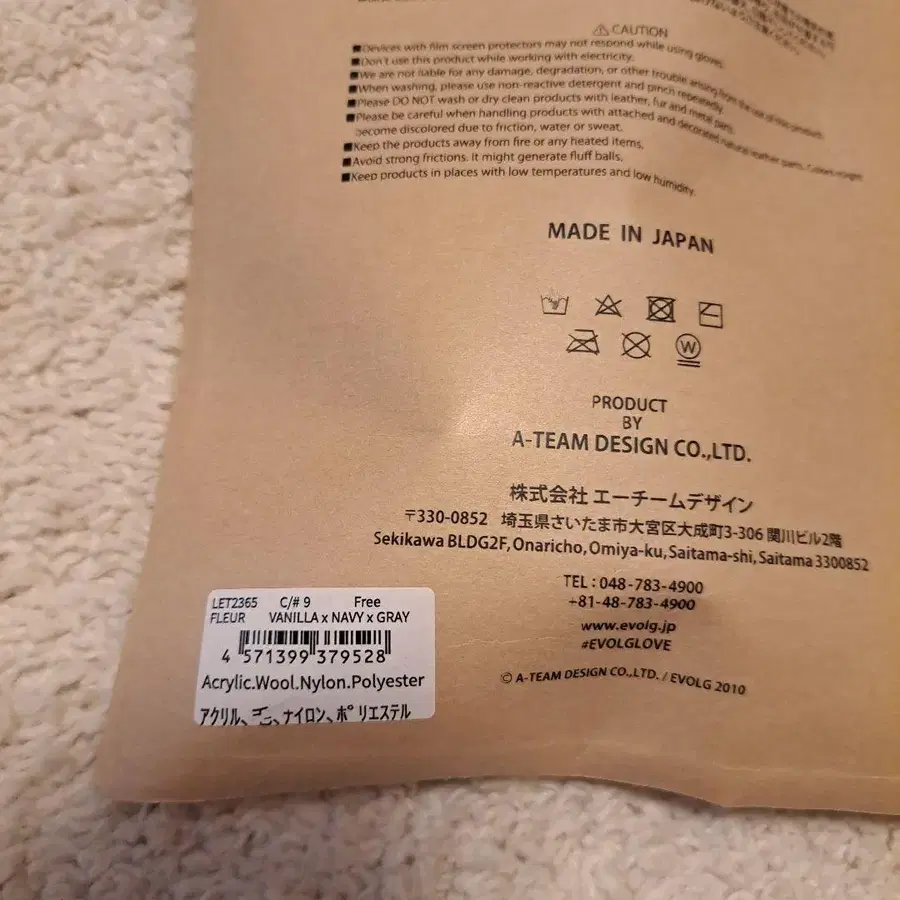 ⚠CAUTION
■Devices with film screen protectors may not respond while using gloves.
■Don't use this product while working with electricity.
■We are not liable for any damage, degradation, or other trouble arising from the use of this product.
■When washing, please use non-reactive detergent and pinch repeatedly.
■Please DO NOT wash or dry clean products with leather, fur and metal parts.
■Please be careful when handling products with attached and decorated natural leather parts. Colors might
become discolored due to friction, water or sweat.
■Keep the products away from fire or any heated items.
■Avoid strong frictions. It might generate fluff balls.
■Keep products in places with low temperatures and low humidity.
MADE IN JAPAN
W
PRODUCT
BY
A-TEAM DESIGN CO.,LTD.
株式会社 エーチームデザイン
〒330-0852 埼玉県さいたま市大宮区大成町3-306 関川ビル2階
Sekikawa BLDG2F, Onaricho, Omiya-ku, Saitama-shi, Saitama 3300852
TEL : 048-783-4900
+81-48-783-4900
www.evolg.jp
#EVOLGLOVE
© A-TEAM DESIGN CO.,LTD. / EVOLG 2010
LET2365 C/# 9 Free
FLEUR VANILLA x NAVY x GRAY
4 571399 379528
Acrylic.Wool.Nylon.Polyester
アクリル、ナイロン、ポリエステル